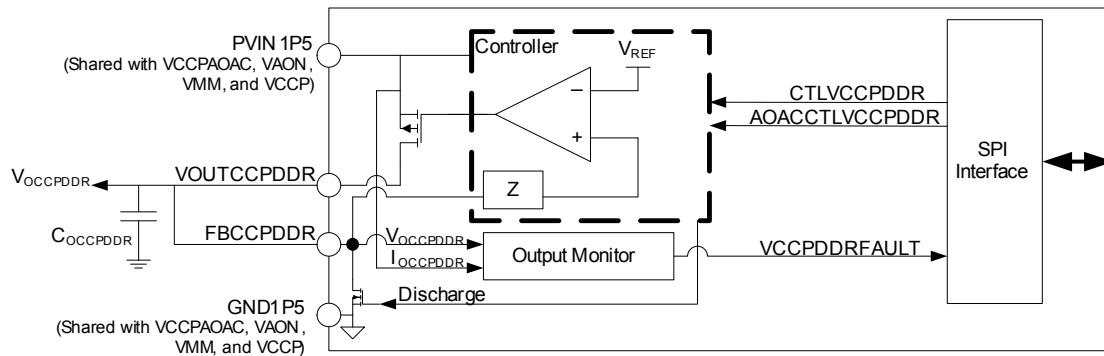 PVIN 1P5
(Shared with VCCPAOAC, VAON,
VMM, and VCCP)
Controller
VREF
−
+
Z
CTLVCCPDDR
AOACCTLVCCPDDR
SPI
Interface
VOCCPDDR
VOUTCCPDDR
COCCPDDR
FBCCPDDR
VOCCPDDR
IOCCPDDR
Output Monitor
VCCPDDRFAULT
Discharge
GND1P5
(Shared with VCCPAOAC, VAON,
VMM, and VCCP)